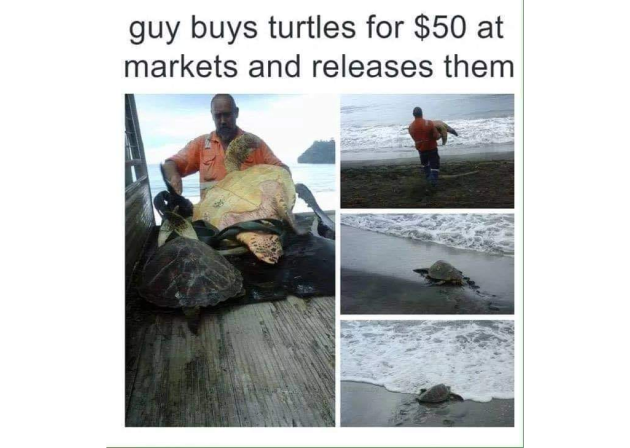 guy buys turtles for $50 at
markets and releases them